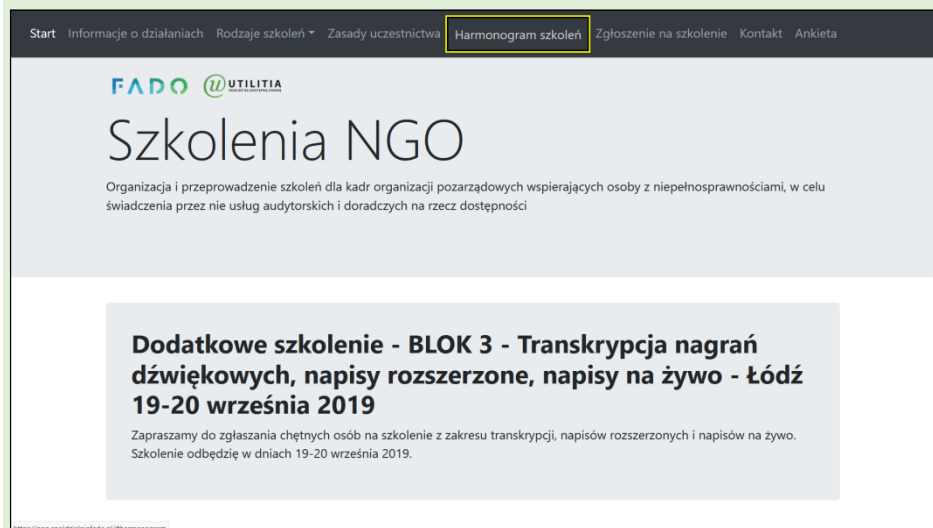 Start Informacje o działaniach Rodzaje szkoleń Zasady uczestnictwa Harmonogram szkoleń Zgłoszenie na szkolenie Kontakt Ankieta
FADO UTILITIA
Szkolenia NGO
Organizacja i przeprowadzenie szkoleń dla kadr organizacji pozarządowych wspierających osoby z niepełnosprawnościami, w celu
świadczenia przez nie usług audytorskich i doradczych na rzecz dostępności
Dodatkowe szkolenie - BLOK 3 - Transkrypcja nagrań
dźwiękowych, napisy rozszerzone, napisy na żywo - Łódź
19-20 września 2019
Zapraszamy do zgłaszania chętnych osób na szkolenie z zakresu transkrypcji, napisów rozszerzonych i napisów na żywo.
Szkolenie odbędzie w dniach 19-20 września 2019.